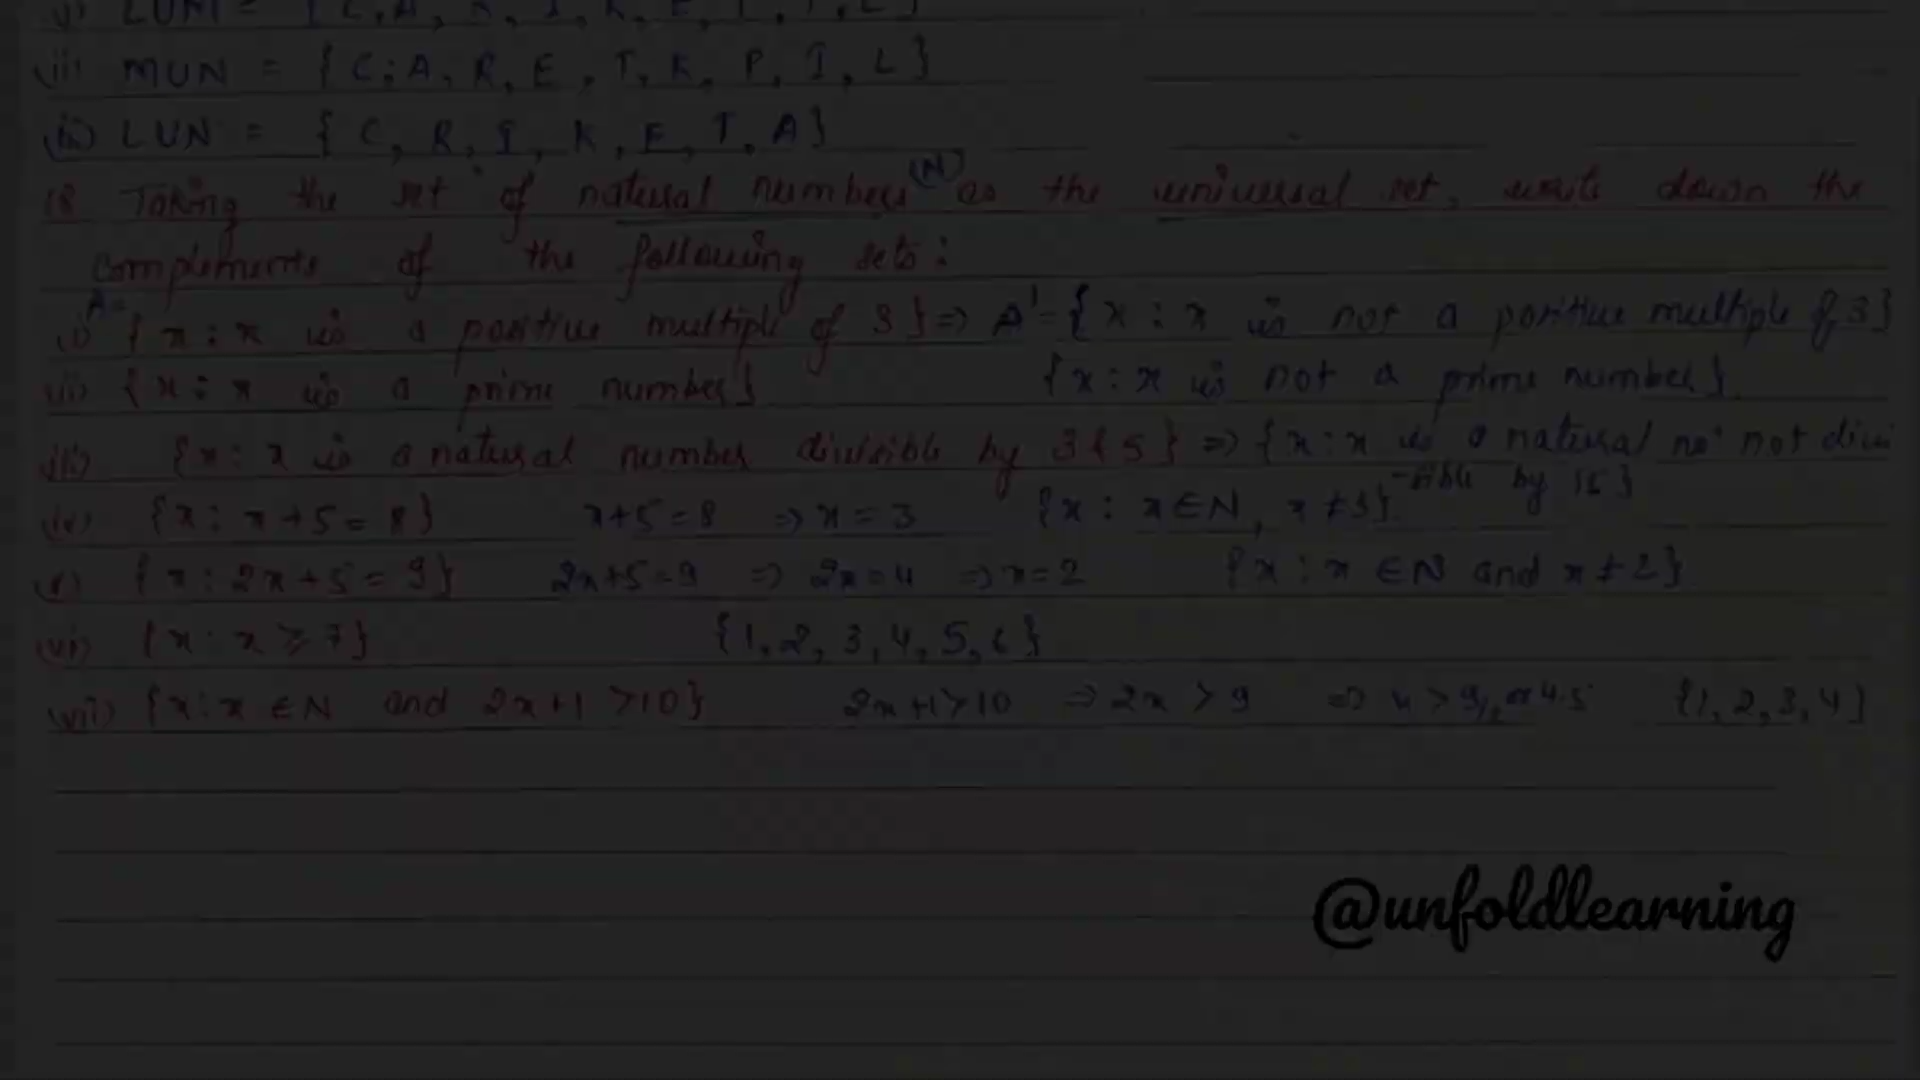 LUM = { C, A, R, I, K, E, T, P, L }
(ii) MUN = { C, A, R, E, T, K, P, I, L }
(iii) LUN = { C, R, I, K, E, T, A }
18 Taking the set of natural numbers (N) as the universal set, write down the
complements of the following sets :
A =
(i) { x : x is a positive multiple of 3 } => A' = { x : x is not a positive multiple of 3 }
(ii) { x : x is a prime number } { x : x is not a prime number }
(iii) { x : x is a natural number divisible by 3 & 5 } => { x : x is a natural no. not divi
-sible by 15 }
(iv) { x : x + 5 = 8 } x + 5 = 8 => x = 3 { x : x ∈ N, x ≠ 3 }
(v) { x : 2x + 5 = 9 } 2x + 5 = 9 => 2x = 4 => x = 2 { x : x ∈ N and x ≠ 2 }
(vi) { x : x ≥ 7 } { 1, 2, 3, 4, 5, 6 }
(vii) { x : x ∈ N and 2x + 1 > 10 } 2x + 1 > 10 => 2x > 9 => x > 9/2 or 4.5 { 1, 2, 3, 4 }
@unfoldlearning